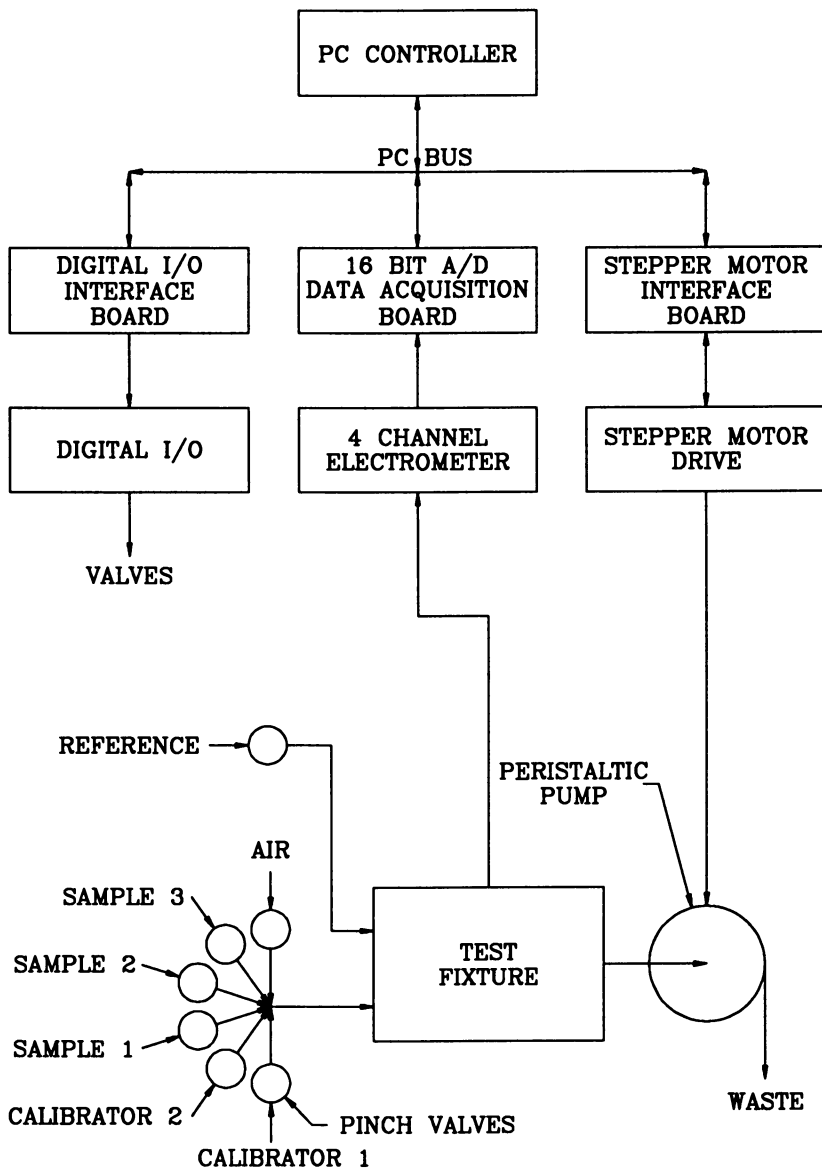 PC CONTROLLER
PC BUS
DIGITAL I/O
INTERFACE
BOARD
16 BIT A/D
DATA ACQUISITION
BOARD
STEPPER MOTOR
INTERFACE
BOARD
DIGITAL I/O
4 CHANNEL
ELECTROMETER
STEPPER MOTOR
DRIVE
VALVES
REFERENCE
PERISTALTIC
PUMP
AIR
SAMPLE 3
SAMPLE 2
SAMPLE 1
CALIBRATOR 2
CALIBRATOR 1
PINCH VALVES
TEST
FIXTURE
WASTE